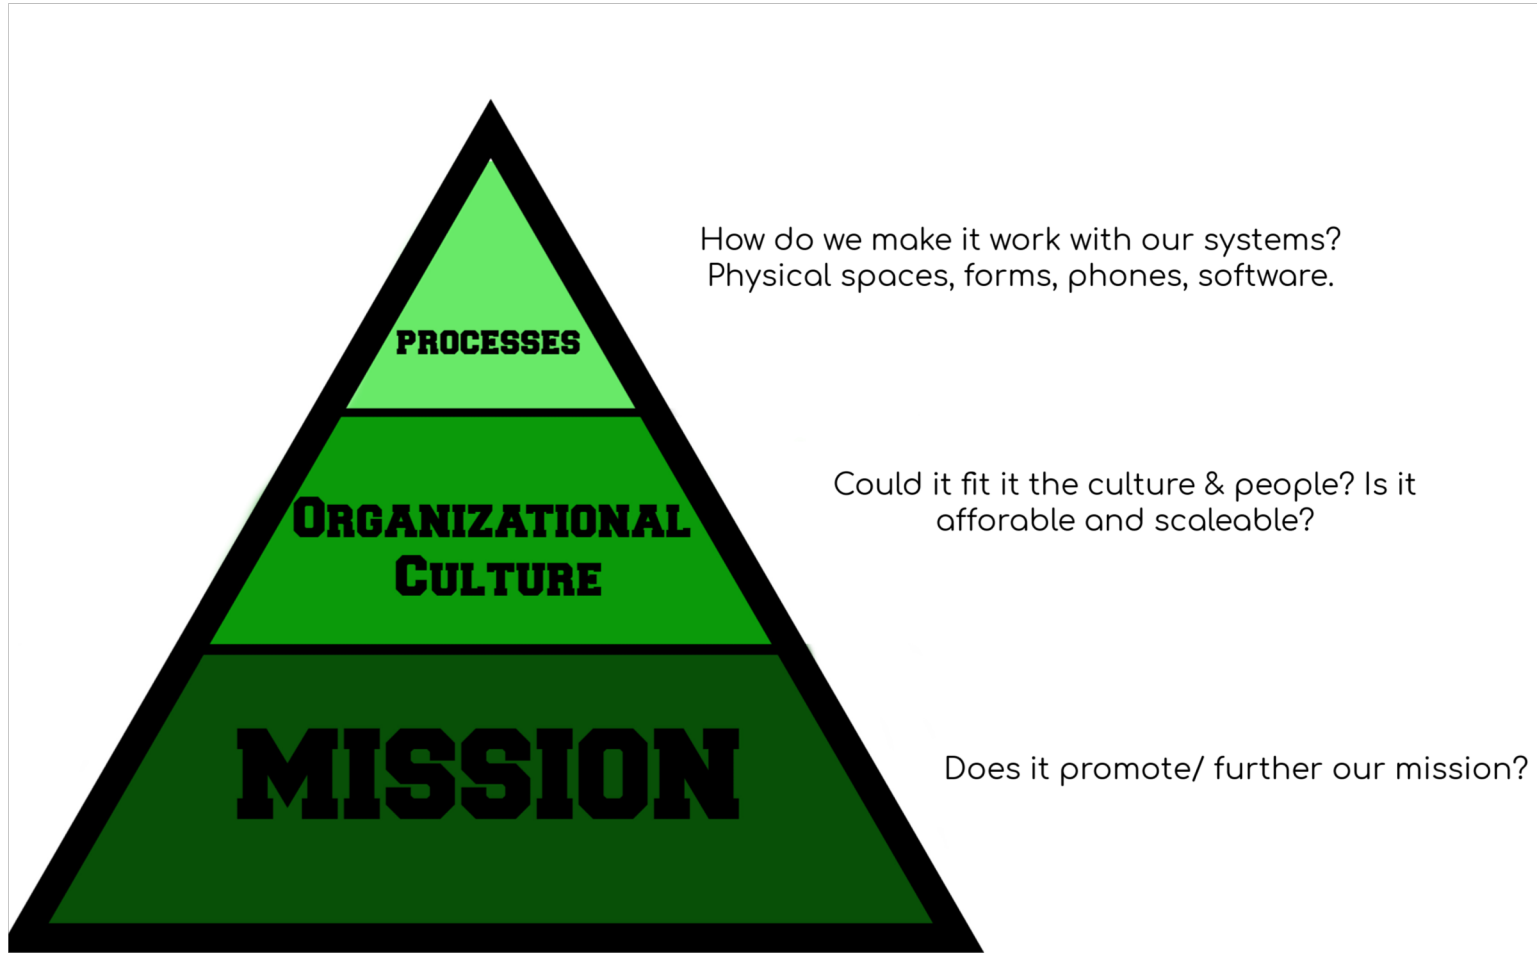 How do we make it work with our systems?
Physical spaces, forms, phones, software.
PROCESSES
Could it fit it the culture & people? Is it
afforable and scaleable?
ORGANIZATIONAL
CULTURE
MISSION
Does it promote/ further our mission?